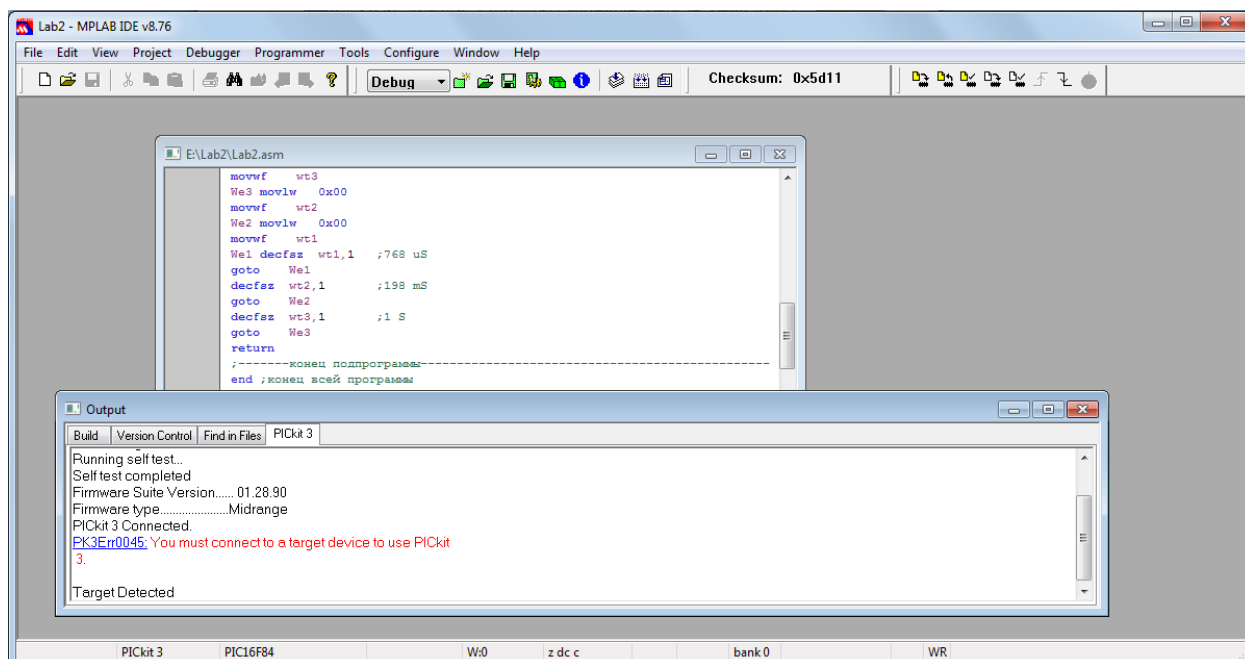 Lab2 - MPLAB IDE v8.76
File Edit View Project Debugger Programmer Tools Configure Window Help
Debug Checksum: 0x5d11
E:\Lab2\Lab2.asm
movwf wt3
We3 movlw 0x00
movwf wt2
We2 movlw 0x00
movwf wt1
We1 decfsz wt1,1 ;768 uS
goto We1
decfsz wt2,1 ;198 mS
goto We2
decfsz wt3,1 ;1 S
goto We3
return
;-------конец подпрограммы------------------------------------------------
end ;конец всей программы
Output
Build Version Control Find in Files PICkit 3
Running self test...
Self test completed
Firmware Suite Version...... 01.28.90
Firmware type......................Midrange
PICkit 3 Connected.
PK3Err0045: You must connect to a target device to use PICkit
3.
Target Detected
PICkit 3 PIC16F84 W:0 z dc c bank 0 WR